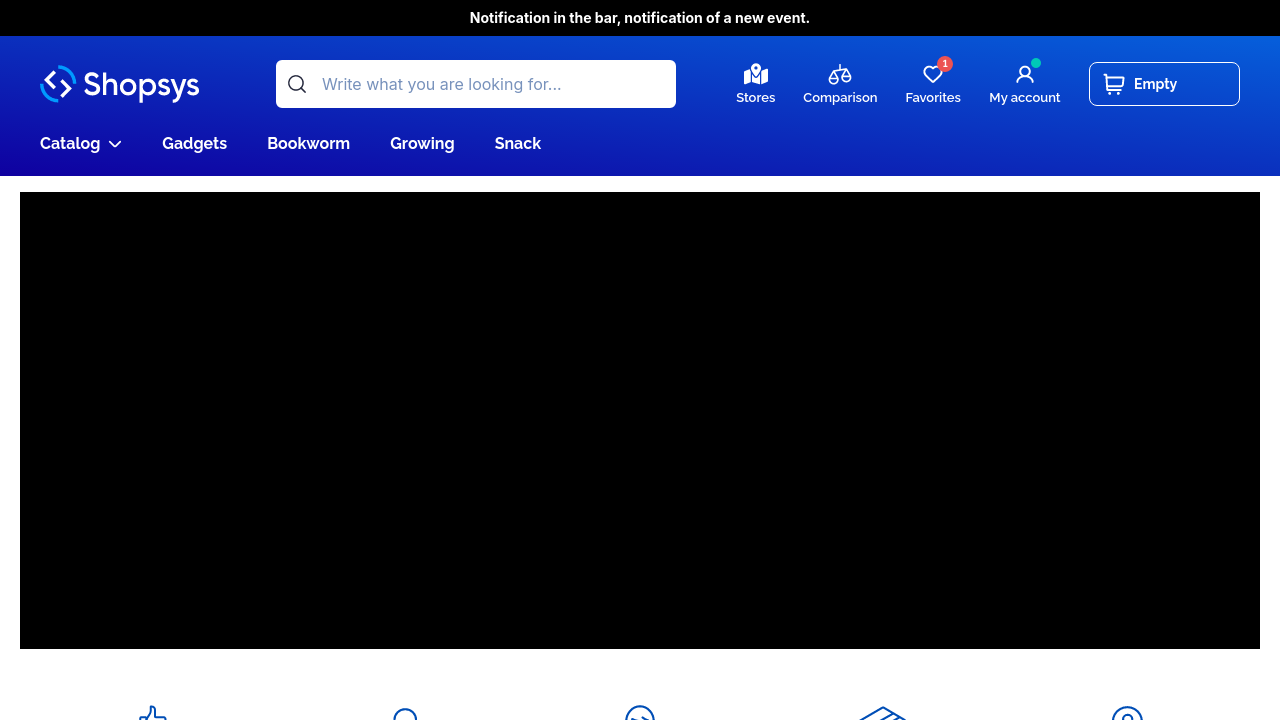 Notification in the bar, notification of a new event.
Shopsys
Write what you are looking for...
Stores
Comparison
1
Favorites
My account
Empty
Catalog
Gadgets
Bookworm
Growing
Snack